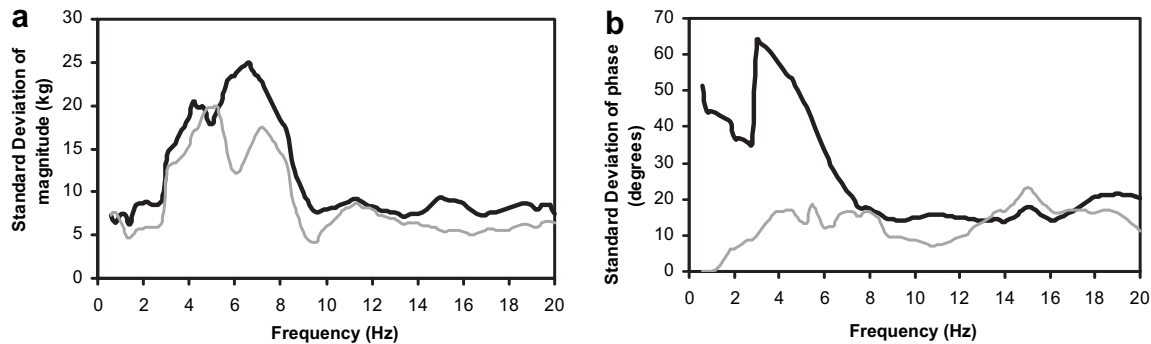 a
30
25
20
15
10
5
0
Standard Deviation of
magnitude (kg)
0 2 4 6 8 10 12 14 16 18 20
Frequency (Hz)
b
70
60
50
40
30
20
10
0
Standard Deviation of phase
(degrees)
0 2 4 6 8 10 12 14 16 18 20
Frequency (Hz)